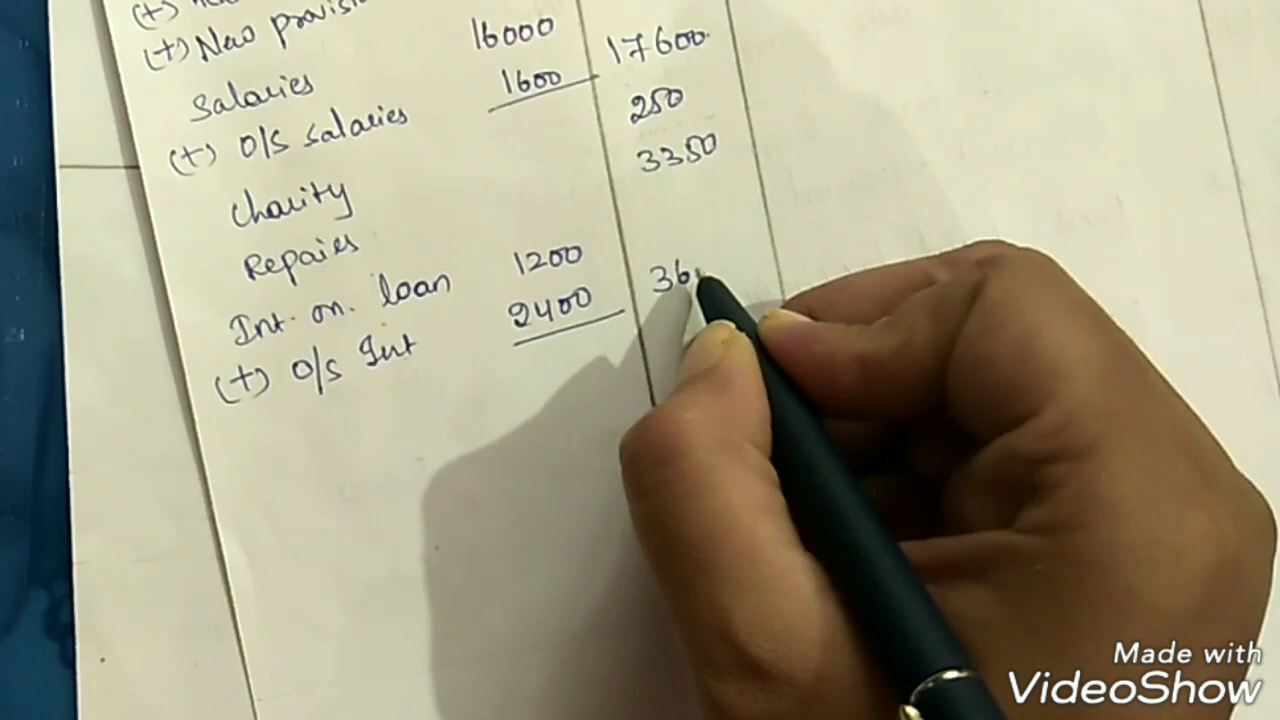 (+)
(+) New provision
Salaries 16000
(+) O/S Salaries 1600 17600
Charity 250
Repairs 3350
Int. on. loan 1200
(+) O/S Int 2400 36
Made with
VideoShow